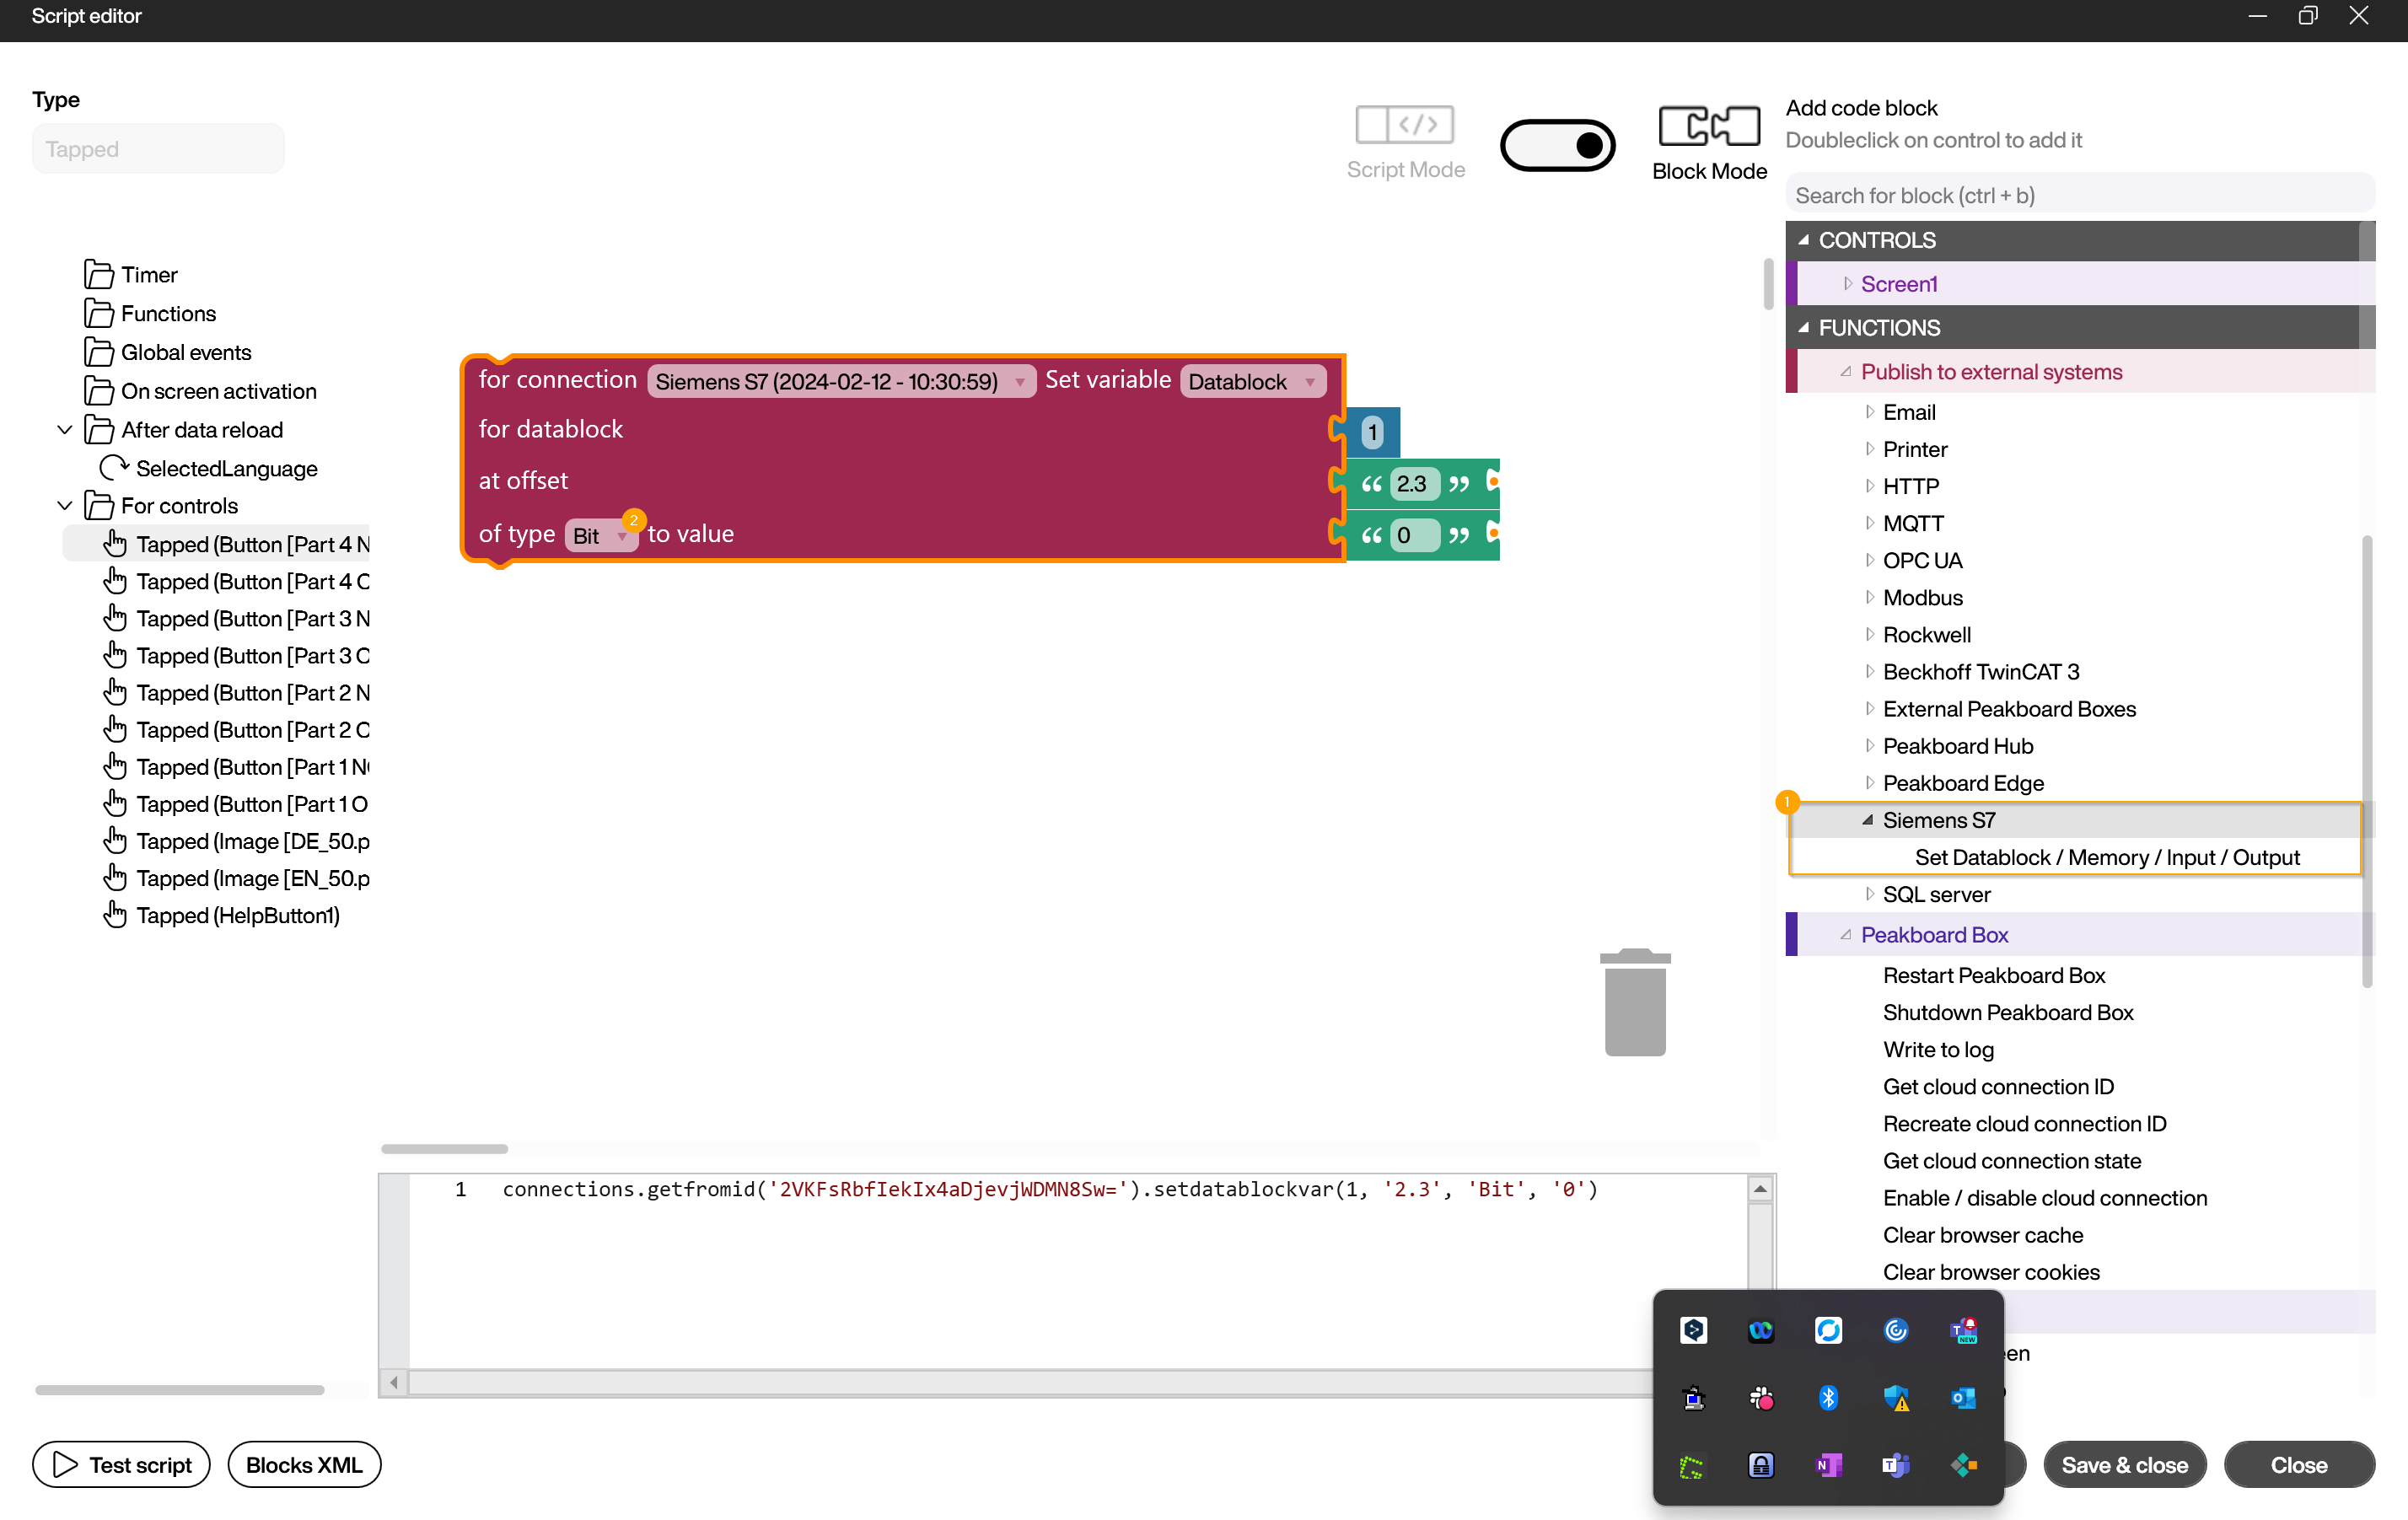 Script editor
Type
Tapped
Script Mode
Block Mode
Add code block
Doubleclick on control to add it
Search for block (ctrl + b)
Timer
Functions
Global events
On screen activation
After data reload
SelectedLanguage
For controls
Tapped (Button [Part 4 N
Tapped (Button [Part 4 O
Tapped (Button [Part 3 N
Tapped (Button [Part 3 O
Tapped (Button [Part 2 N
Tapped (Button [Part 2 O
Tapped (Button [Part 1 N
Tapped (Button [Part 1 O
Tapped (Image [DE_50.p
Tapped (Image [EN_50.p
Tapped (HelpButton1)
for connection Siemens S7 (2024-02-12 - 10:30:59) Set variable Datablock
for datablock 1
at offset “ 2.3 ”
of type Bit 2 to value “ 0 ”
1 connections.getfromid('2VKFsRbfIekIx4aDjevjWDMN8Sw=').setdatablockvar(1, '2.3', 'Bit', '0')
CONTROLS
Screen1
FUNCTIONS
Publish to external systems
Email
Printer
HTTP
MQTT
OPC UA
Modbus
Rockwell
Beckhoff TwinCAT 3
External Peakboard Boxes
Peakboard Hub
Peakboard Edge
1
Siemens S7
Set Datablock / Memory / Input / Output
SQL server
Peakboard Box
Restart Peakboard Box
Shutdown Peakboard Box
Write to log
Get cloud connection ID
Recreate cloud connection ID
Get cloud connection state
Enable / disable cloud connection
Clear browser cache
Clear browser cookies
een
NEW
Test script
Blocks XML
Save & close
Close